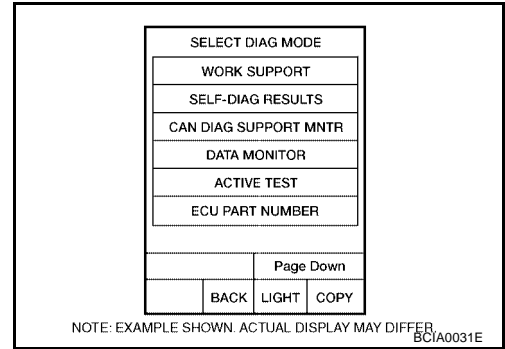 SELECT DIAG MODE
WORK SUPPORT
SELF-DIAG RESULTS
CAN DIAG SUPPORT MNTR
DATA MONITOR
ACTIVE TEST
ECU PART NUMBER
Page Down
BACK LIGHT COPY
NOTE: EXAMPLE SHOWN. ACTUAL DISPLAY MAY DIFFER.
BCIA0031E